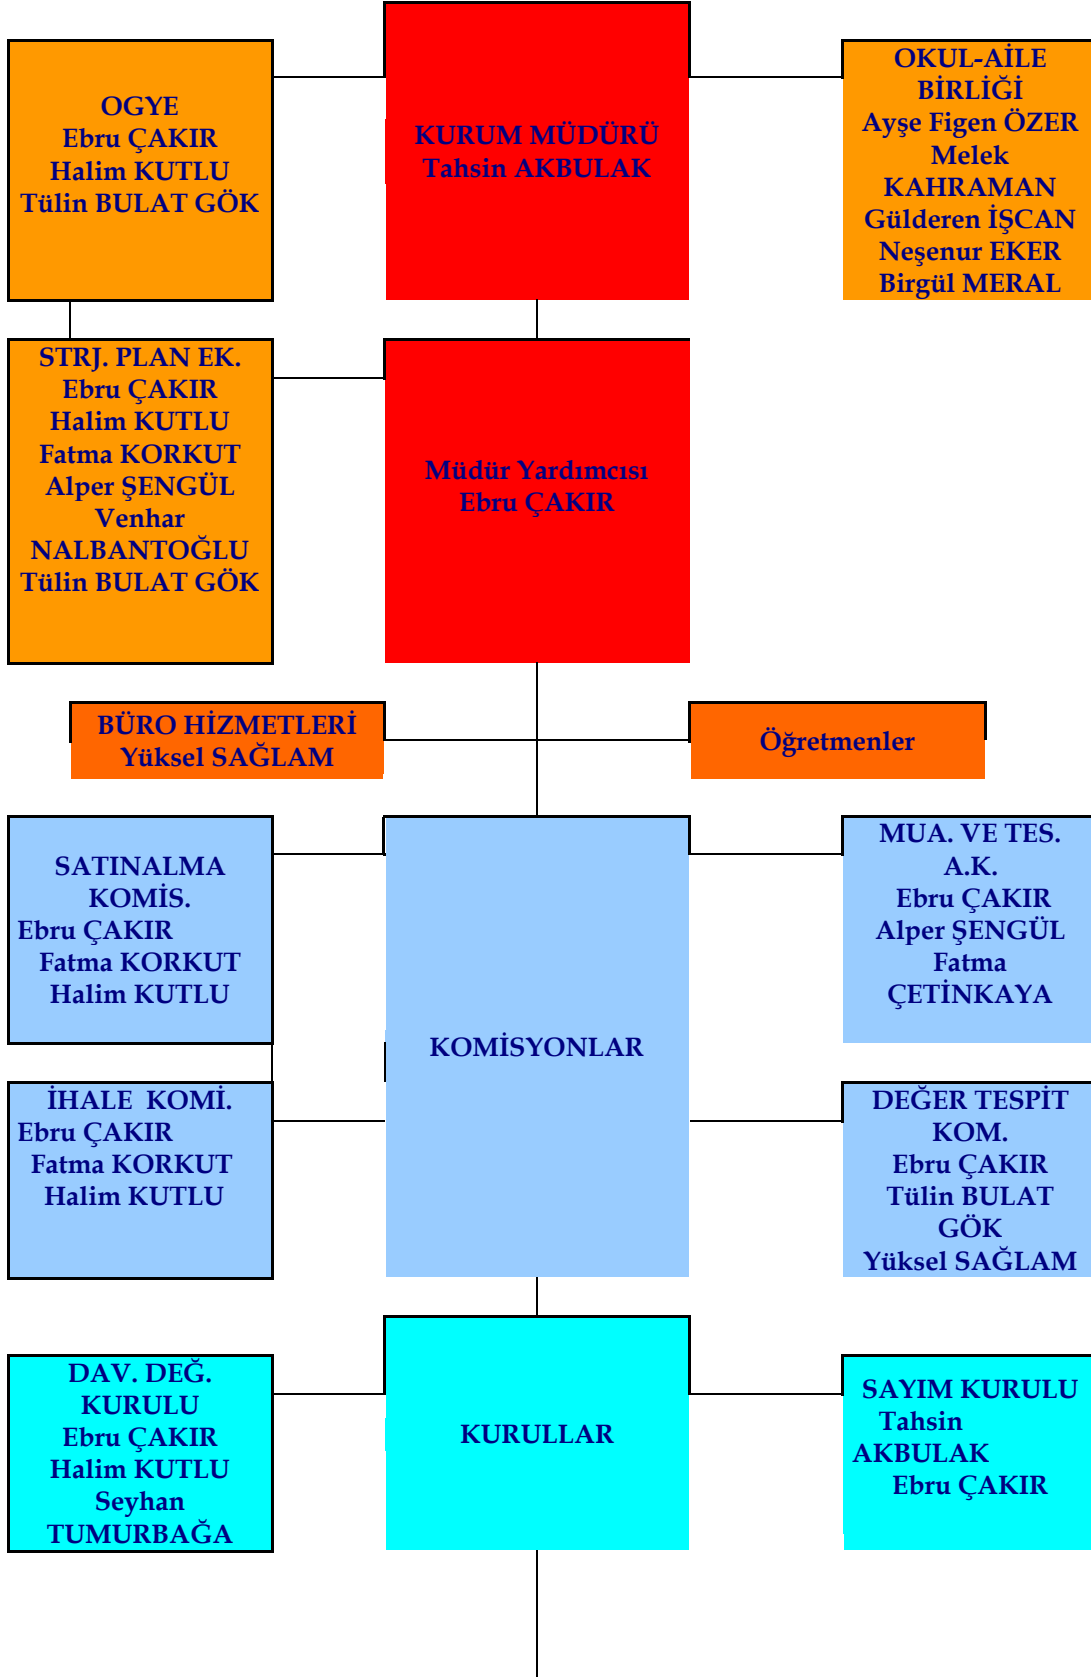 OGYE
Ebru ÇAKIR
Halim KUTLU
Tülin BULAT GÖK
KURUM MÜDÜRÜ
Tahsin AKBULAK
OKUL-AİLE
BİRLİĞİ
Ayşe Figen ÖZER
Melek
KAHRAMAN
Gülderen İŞCAN
Neşenur EKER
Birgül MERAL
STRJ. PLAN EK.
Ebru ÇAKIR
Halim KUTLU
Fatma KORKUT
Alper ŞENGÜL
Venhar
NALBANTOĞLU
Tülin BULAT GÖK
Müdür Yardımcısı
Ebru ÇAKIR
BÜRO HİZMETLERİ
Yüksel SAĞLAM
Öğretmenler
SATINALMA
KOMİS.
Ebru ÇAKIR
Fatma KORKUT
Halim KUTLU
KOMİSYONLAR
MUA. VE TES.
A.K.
Ebru ÇAKIR
Alper ŞENGÜL
Fatma
ÇETİNKAYA
İHALE KOMİ.
Ebru ÇAKIR
Fatma KORKUT
Halim KUTLU
DEĞER TESPİT
KOM.
Ebru ÇAKIR
Tülin BULAT
GÖK
Yüksel SAĞLAM
DAV. DEĞ.
KURULU
Ebru ÇAKIR
Halim KUTLU
Seyhan
TUMURBAĞA
KURULLAR
SAYIM KURULU
Tahsin
AKBULAK
Ebru ÇAKIR